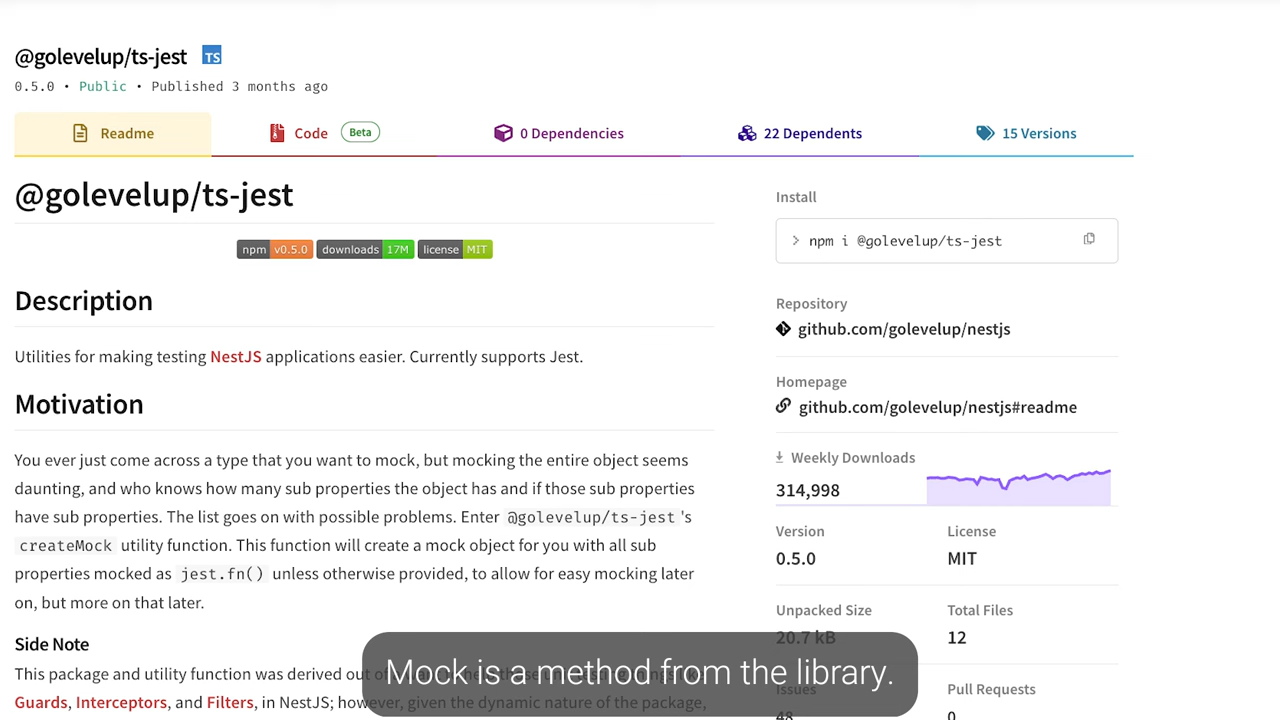 @golevelup/ts-jest TS
0.5.0 • Public • Published 3 months ago
Readme
Code Beta
0 Dependencies
22 Dependents
15 Versions
@golevelup/ts-jest
npm v0.5.0 downloads 17M license MIT
Description
Utilities for making testing NestJS applications easier. Currently supports Jest.
Motivation
You ever just come across a type that you want to mock, but mocking the entire object seems
daunting, and who knows how many sub properties the object has and if those sub properties
have sub properties. The list goes on with possible problems. Enter @golevelup/ts-jest 's
createMock utility function. This function will create a mock object for you with all sub
properties mocked as jest.fn() unless otherwise provided, to allow for easy mocking later
on, but more on that later.
Side Note
This package and utility function was derived out
Guards, Interceptors, and Filters, in NestJS; however, given the dynamic nature of the package,
Install
> npm i @golevelup/ts-jest
Repository
github.com/golevelup/nestjs
Homepage
github.com/golevelup/nestjs#readme
Weekly Downloads
314,998
Version
License
0.5.0
MIT
Unpacked Size
Total Files
20.7 kB
12
Issues
Pull Requests
48
0
Mock is a method from the library.